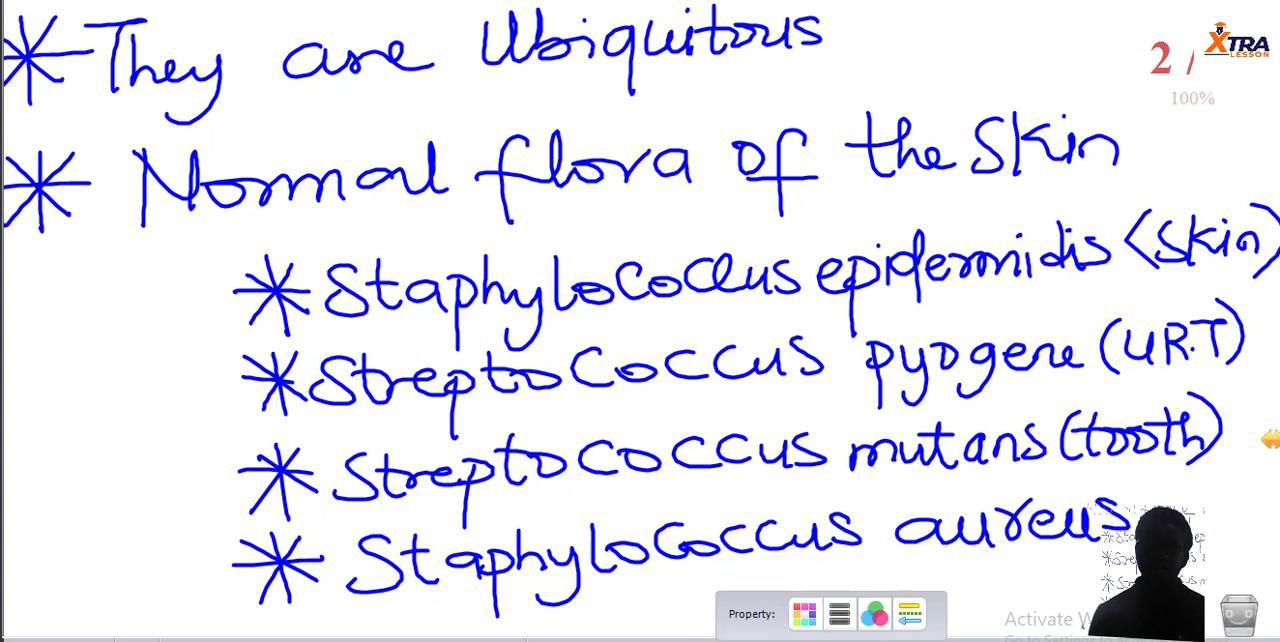 * They are Ubiquitous
2 /
XTRA
LESSON
100%
* Normal flora of the skin
* Staphylococcus epidermidis (skin)
* Streptococcus pyogene (U.R.T)
* Streptococcus mutans (tooth)
* Staphylococcus aureus
Property:
Activate W